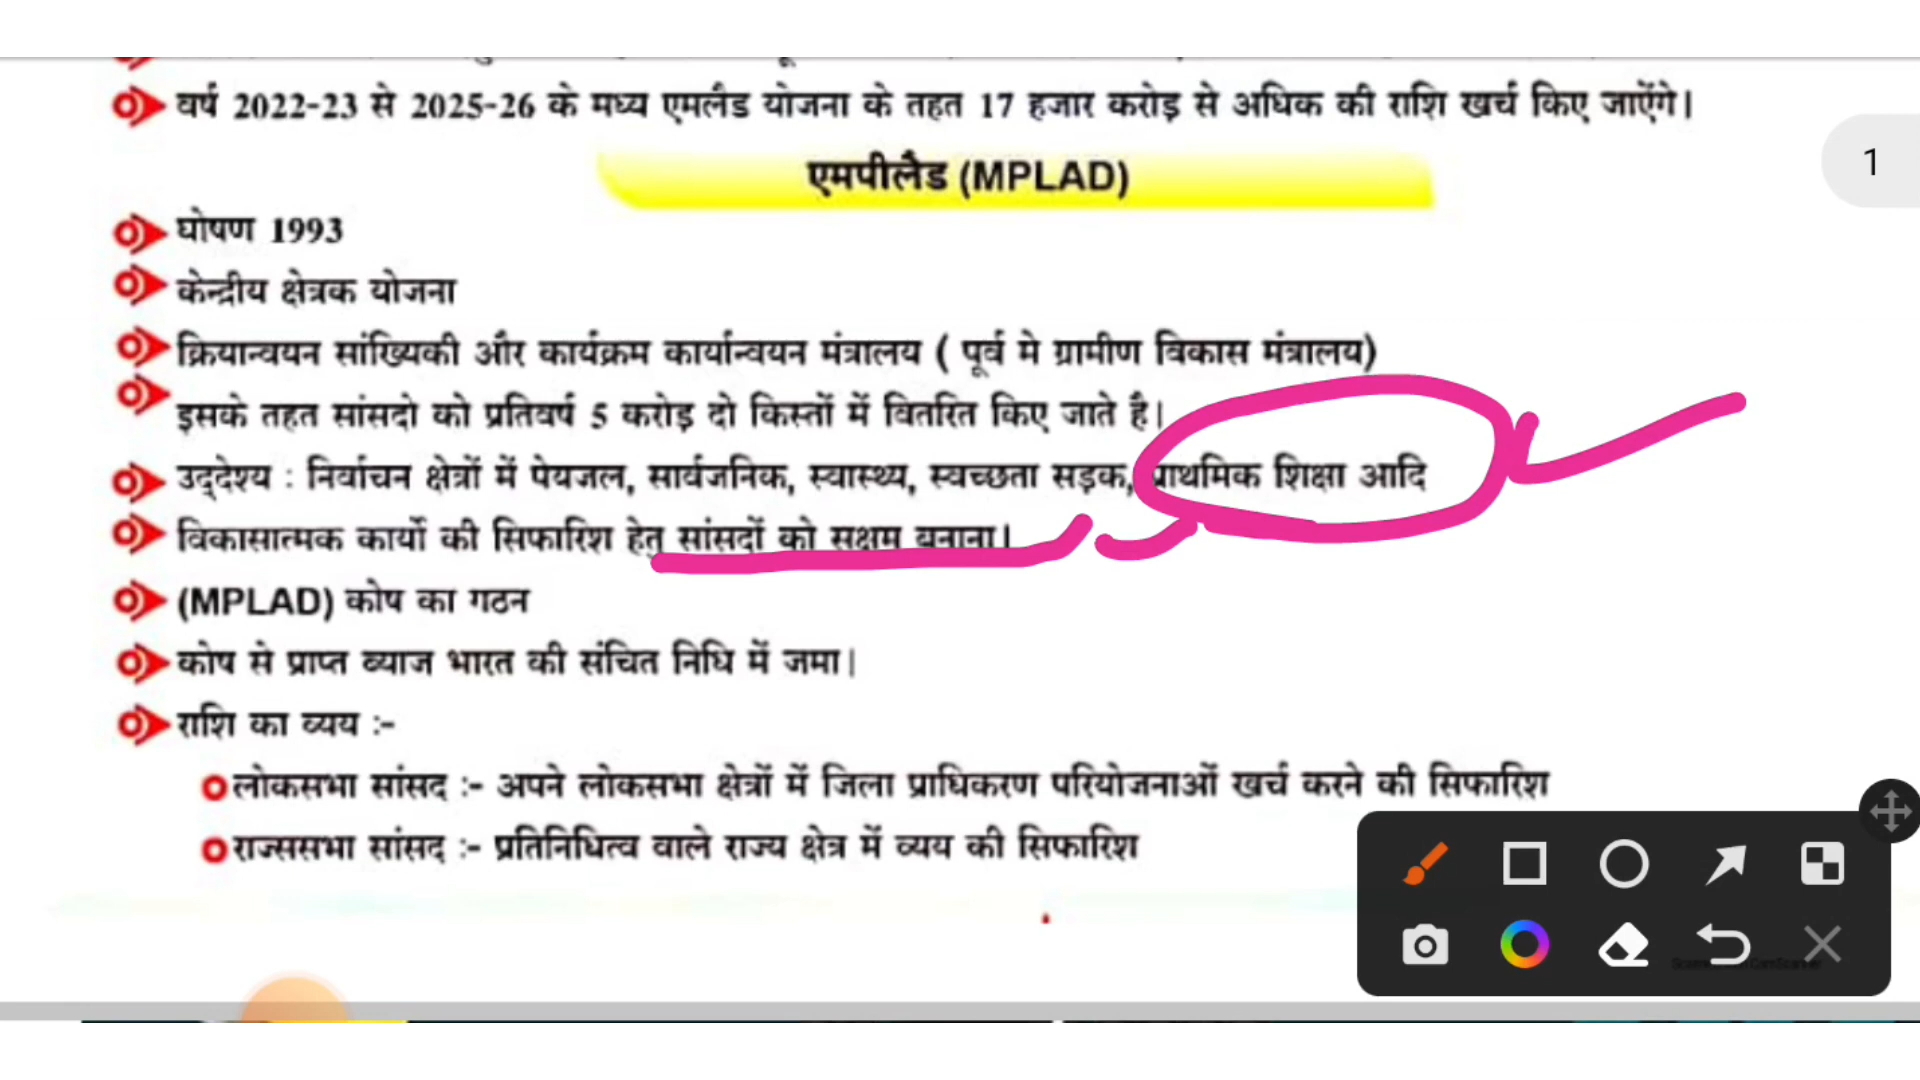 वर्ष 2022-23 से 2025-26 के मध्य एमलैड योजना के तहत 17 हजार करोड़ से अधिक की राशि खर्च किए जाऐंगे।
1
एमपीलैड (MPLAD)
घोषण 1993
केन्द्रीय क्षेत्रक योजना
क्रियान्वयन सांख्यिकी और कार्यक्रम कार्यान्वयन मंत्रालय ( पूर्व मे ग्रामीण विकास मंत्रालय)
इसके तहत सांसदो को प्रतिवर्ष 5 करोड़ दो किस्तों में वितरित किए जाते है।
उद्देश्य : निर्वाचन क्षेत्रों में पेयजल, सार्वजनिक, स्वास्थ्य, स्वच्छता सड़क, प्राथमिक शिक्षा आदि
विकासात्मक कार्यो की सिफारिश हेतु सांसदों को सक्षम बनाना।
(MPLAD) कोष का गठन
कोष से प्राप्त ब्याज भारत की संचित निधि में जमा।
राशि का व्यय :-
लोकसभा सांसद :- अपने लोकसभा क्षेत्रों में जिला प्राधिकरण परियोजनाओं खर्च करने की सिफारिश
राज्ससभा सांसद :- प्रतिनिधित्व वाले राज्य क्षेत्र में व्यय की सिफारिश